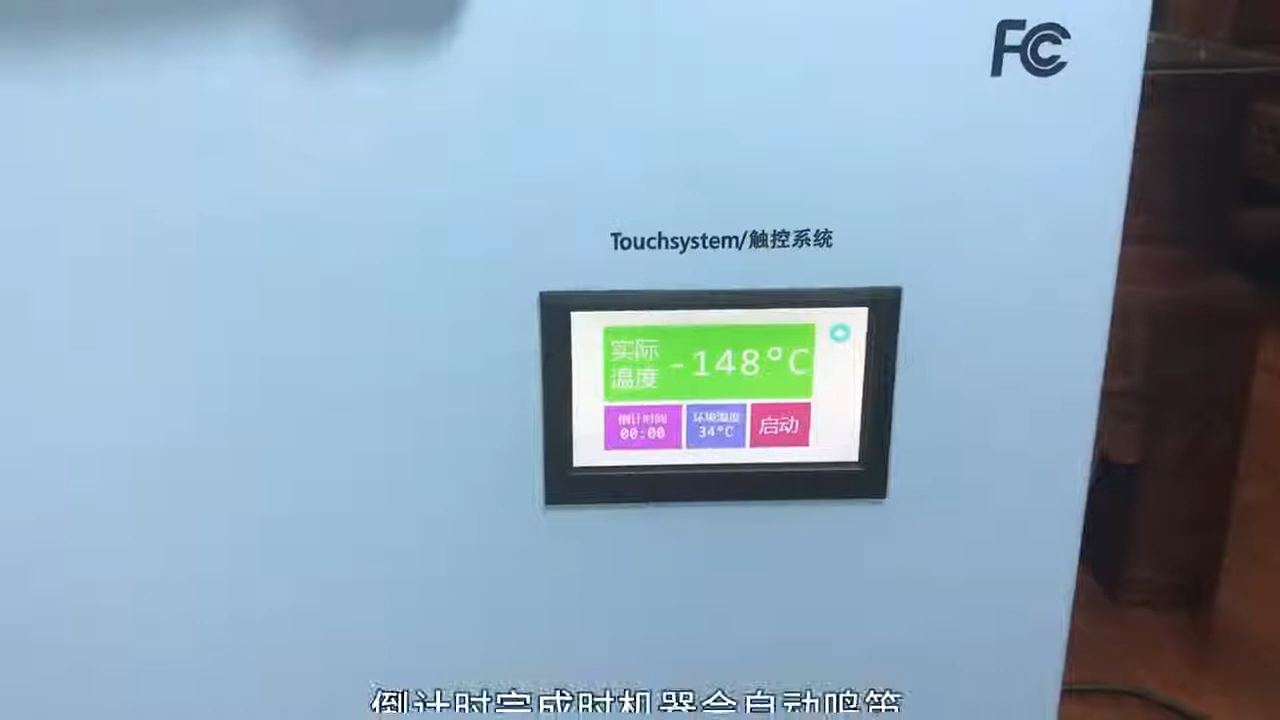 FC
Touchsystem/触控系统
实际
温度
-148°C
倒计时间
00:00
环境温度
34°C
启动
倒计时完成时机器会自动鸣笛